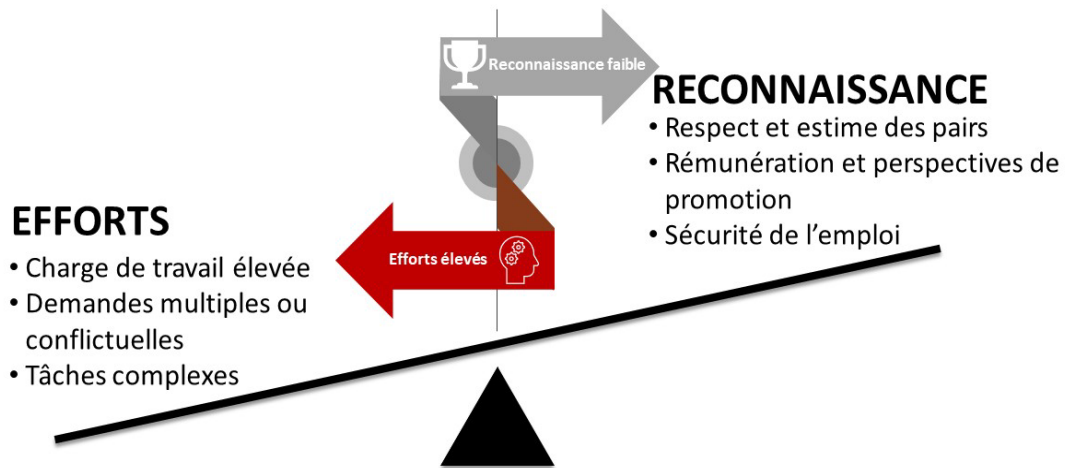 Reconnaissance faible
RECONNAISSANCE
• Respect et estime des pairs
• Rémunération et perspectives de
promotion
• Sécurité de l’emploi
EFFORTS
• Charge de travail élevée
• Demandes multiples ou
conflictuelles
• Tâches complexes
Efforts élevés